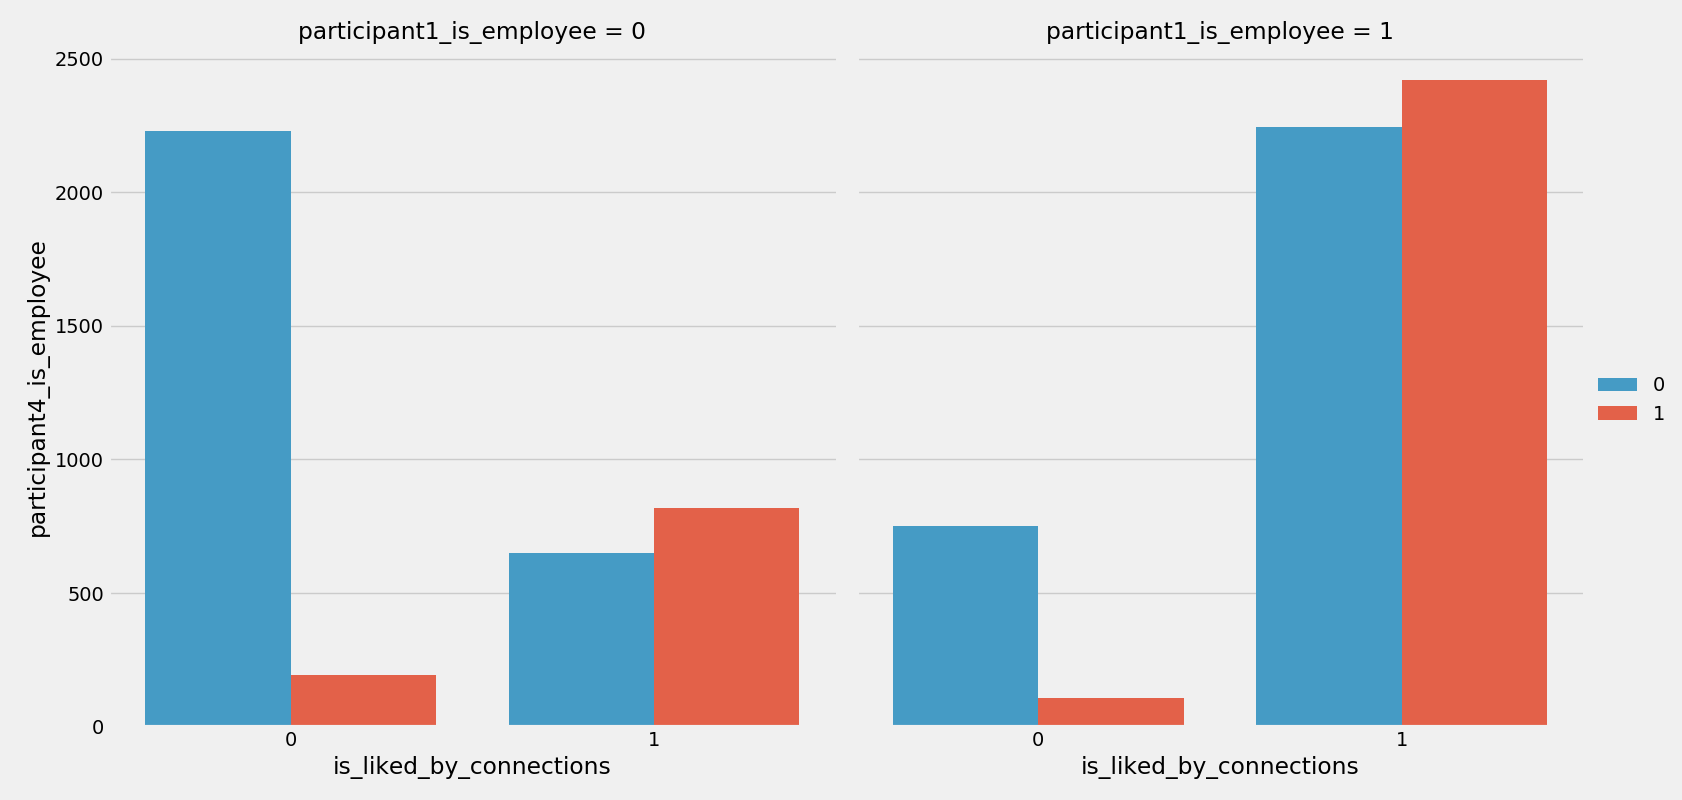 participant1_is_employee = 0
participant1_is_employee = 1
participant4_is_employee
2500
2000
1500
1000
500
0
0
1
0
1
is_liked_by_connections
is_liked_by_connections
0
1